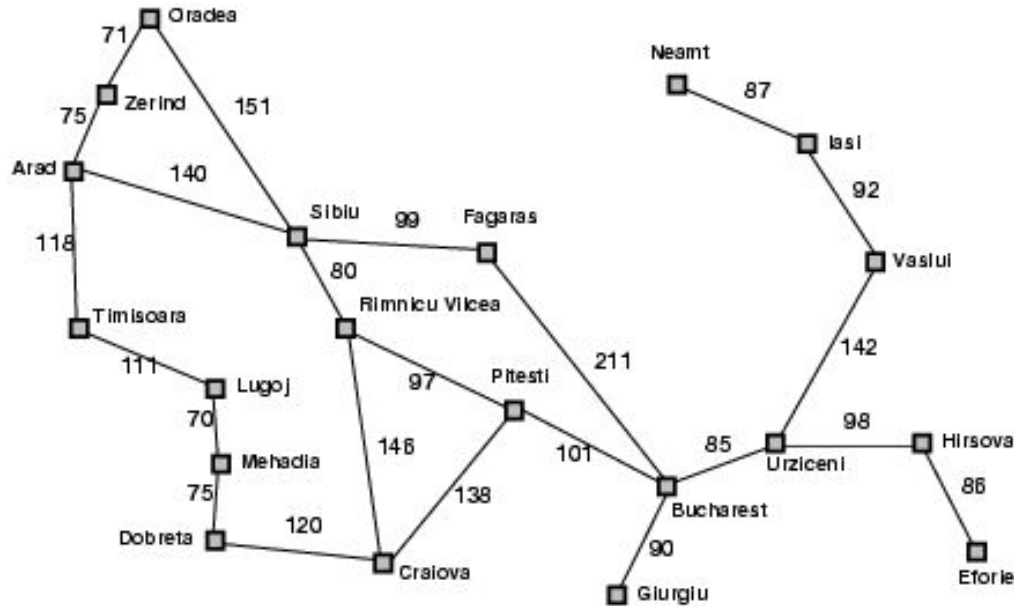 Oradea
71
Neamt
87
Zerind
151
75
Iasi
Arad
140
92
Sibiu
99
Fagaras
118
80
Vaslui
Timisoara
Rimnicu Vilcea
142
111
Lugoj
97
Pitesti
211
70
98
Hirsova
146
101
85
Urziceni
Mehadia
75
138
86
Bucharest
120
Dobreta
90
Craiova
Eforie
Giurgiu